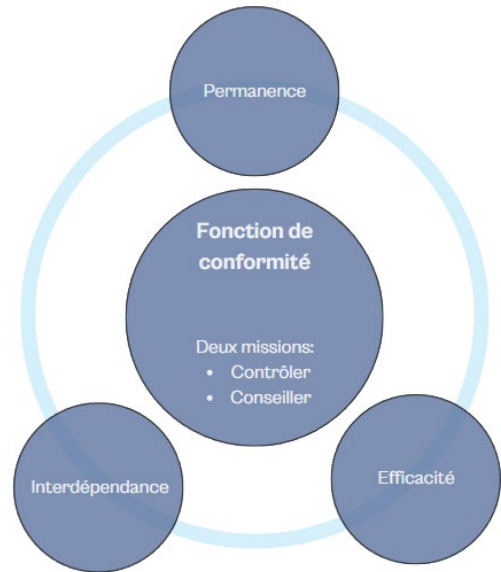 Permanence
Fonction de
conformité
Deux missions:
• Contrôler
• Conseiller
Interdépendance
Efficacité